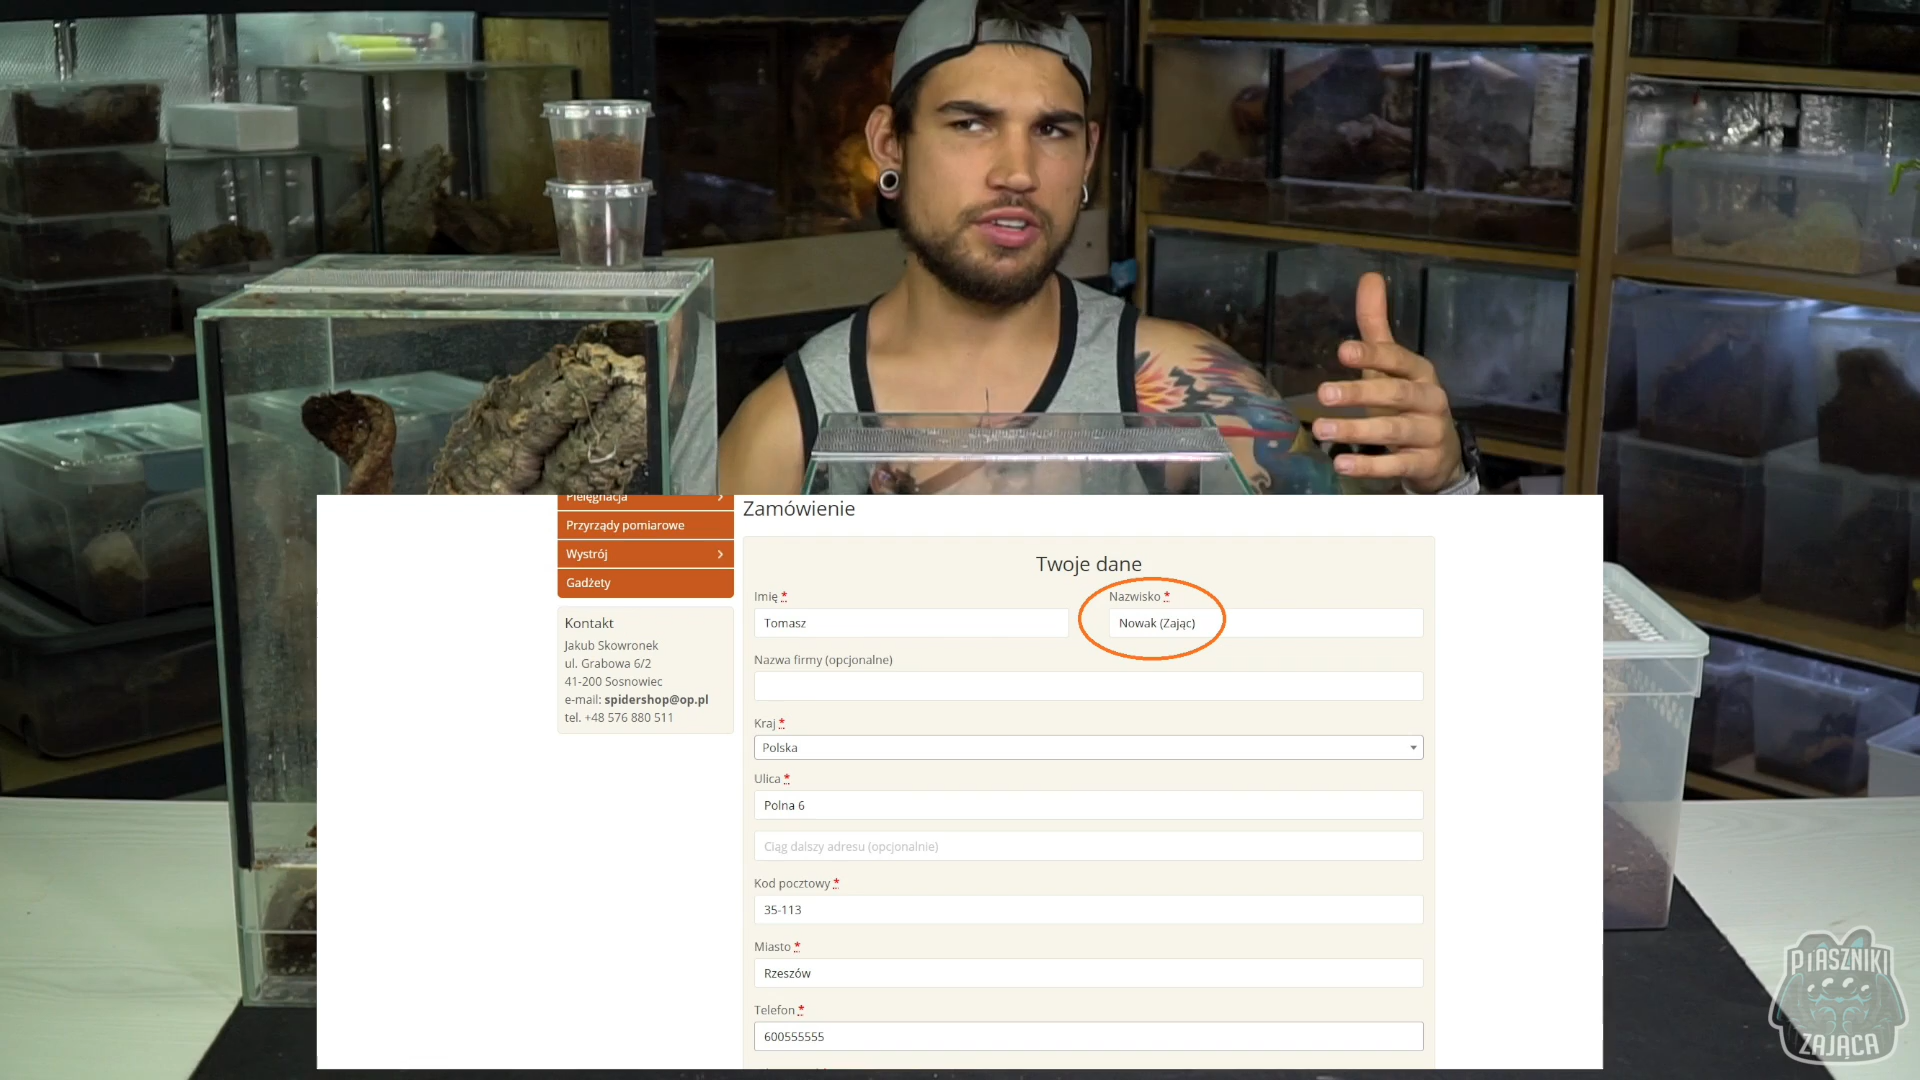 Pielęgnacja
Przyrządy pomiarowe
Wystrój
Gadżety
Kontakt
Jakub Skowronek
ul. Grabowa 6/2
41-200 Sosnowiec
e-mail: spidershop@op.pl
tel. +48 576 880 511
Zamówienie
Twoje dane
Imię *
Nazwisko *
Tomasz
Nowak (Zając)
Nazwa firmy (opcjonalne)
Kraj *
Polska
Ulica *
Polna 6
Ciąg dalszy adresu (opcjonalnie)
Kod pocztowy *
35-113
Miasto *
Rzeszów
Telefon *
600555555
PTASZNIKI
ZAJĄCA